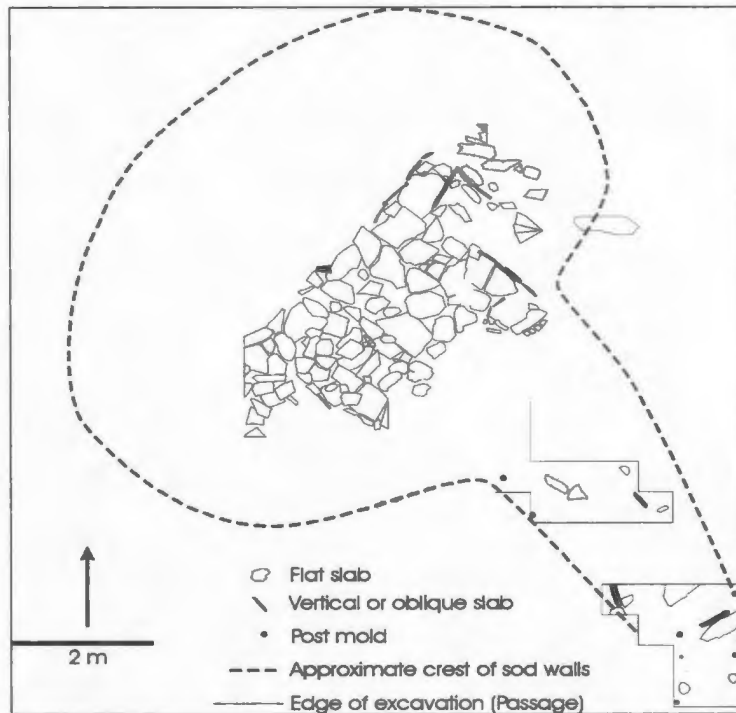 Flat slab
Vertical or oblique slab
Post mold
Approximate crest of sod walls
Edge of excavation (Passage)
2 m